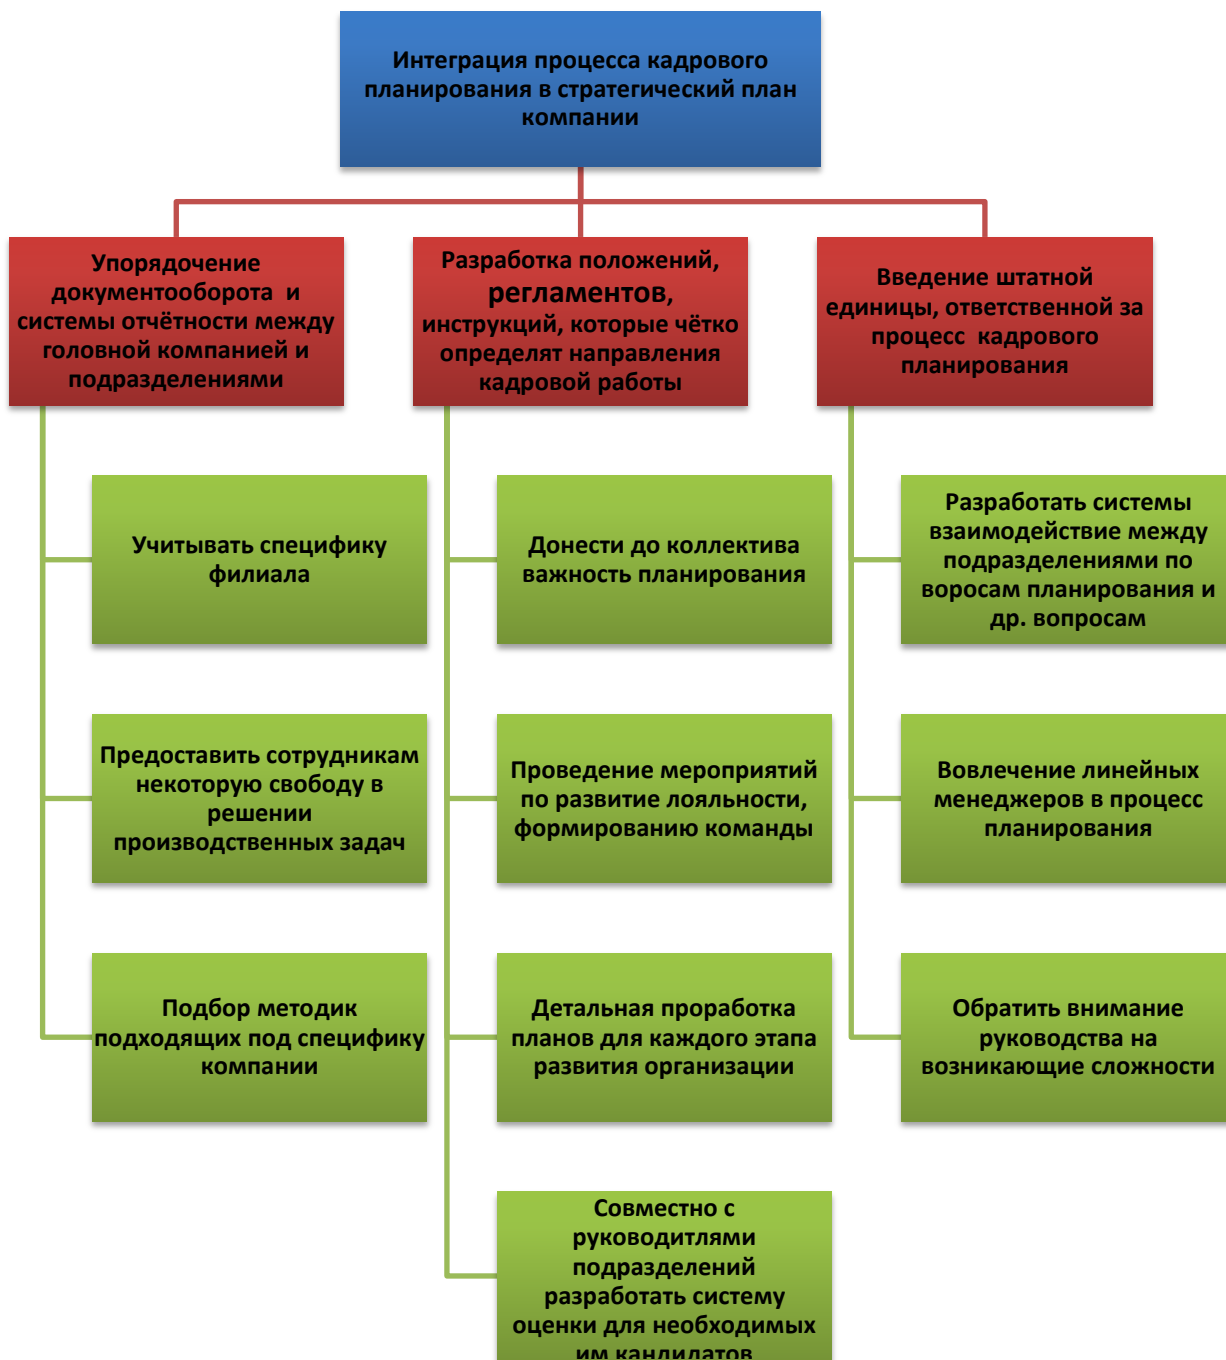 Интеграция процесса кадрового
планирования в стратегический план
компании
Упорядочение
документооборота и
системы отчётности между
головной компанией и
подразделениями
Разработка положений,
регламентов,
инструкций, которые чётко
определят направления
кадровой работы
Введение штатной
единицы, ответственной за
процесс кадрового
планирования
Учитывать специфику
филиала
Предоставить сотрудникам
некоторую свободу в
решении
производственных задач
Подбор методик
подходящих под специфику
компании
Донести до коллектива
важность планирования
Проведение мероприятий
по развитие лояльности,
формированию команды
Детальная проработка
планов для каждого этапа
развития организации
Совместно с
руководитлями
подразделений
разработать систему
оценки для необходимых
им кандидатов
Разработать системы
взаимодействие между
подразделениями по
воросам планирования и
др. вопросам
Вовлечение линейных
менеджеров в процесс
планирования
Обратить внимание
руководства на
возникающие сложности